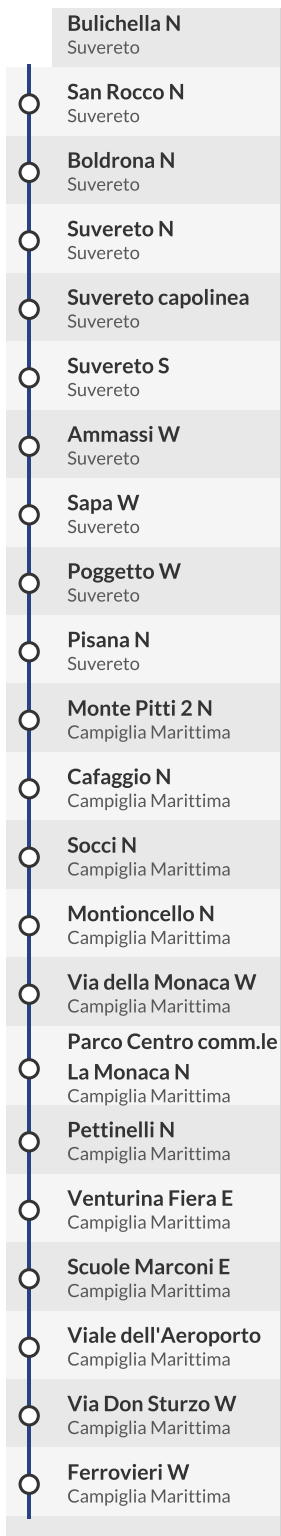 Bulichella N
Suvereto
San Rocco N
Suvereto
Boldrona N
Suvereto
Suvereto N
Suvereto
Suvereto capolinea
Suvereto
Suvereto S
Suvereto
Ammassi W
Suvereto
Sapa W
Suvereto
Poggetto W
Suvereto
Pisana N
Suvereto
Monte Pitti 2 N
Campiglia Marittima
Cafaggio N
Campiglia Marittima
Socci N
Campiglia Marittima
Montioncello N
Campiglia Marittima
Via della Monaca W
Campiglia Marittima
Parco Centro comm.le
La Monaca N
Campiglia Marittima
Pettinelli N
Campiglia Marittima
Venturina Fiera E
Campiglia Marittima
Scuole Marconi E
Campiglia Marittima
Viale dell'Aeroporto
Campiglia Marittima
Via Don Sturzo W
Campiglia Marittima
Ferrovieri W
Campiglia Marittima